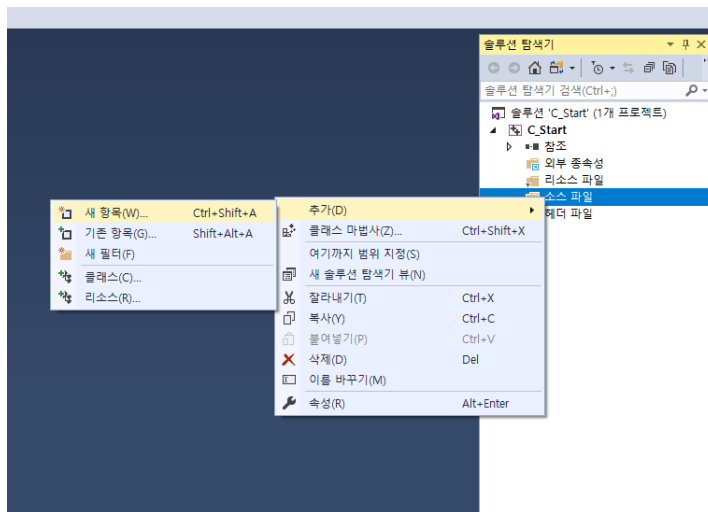 솔루션 탐색기
솔루션 탐색기 검색(Ctrl+;)
솔루션 'C_Start' (1개 프로젝트)
C_Start
참조
외부 종속성
리소스 파일
소스 파일
헤더 파일
추가(D)
클래스 마법사(Z)... Ctrl+Shift+X
여기까지 범위 지정(S)
새 솔루션 탐색기 뷰(N)
잘라내기(T) Ctrl+X
복사(Y) Ctrl+C
붙여넣기(P) Ctrl+V
삭제(D) Del
이름 바꾸기(M)
속성(R) Alt+Enter
새 항목(W)... Ctrl+Shift+A
기존 항목(G)... Shift+Alt+A
새 필터(F)
클래스(C)...
리소스(R)...